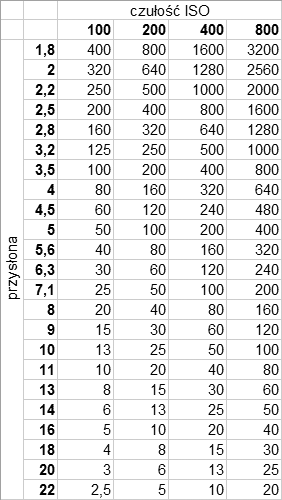 czułość ISO
100 200 400 800
przysłona
1,8 400 800 1600 3200
2 320 640 1280 2560
2,2 250 500 1000 2000
2,5 200 400 800 1600
2,8 160 320 640 1280
3,2 125 250 500 1000
3,5 100 200 400 800
4 80 160 320 640
4,5 60 120 240 480
5 50 100 200 400
5,6 40 80 160 320
6,3 30 60 120 240
7,1 25 50 100 200
8 20 40 80 160
9 15 30 60 120
10 13 25 50 100
11 10 20 40 80
13 8 15 30 60
14 6 13 25 50
16 5 10 20 40
18 4 8 15 30
20 3 6 13 25
22 2,5 5 10 20